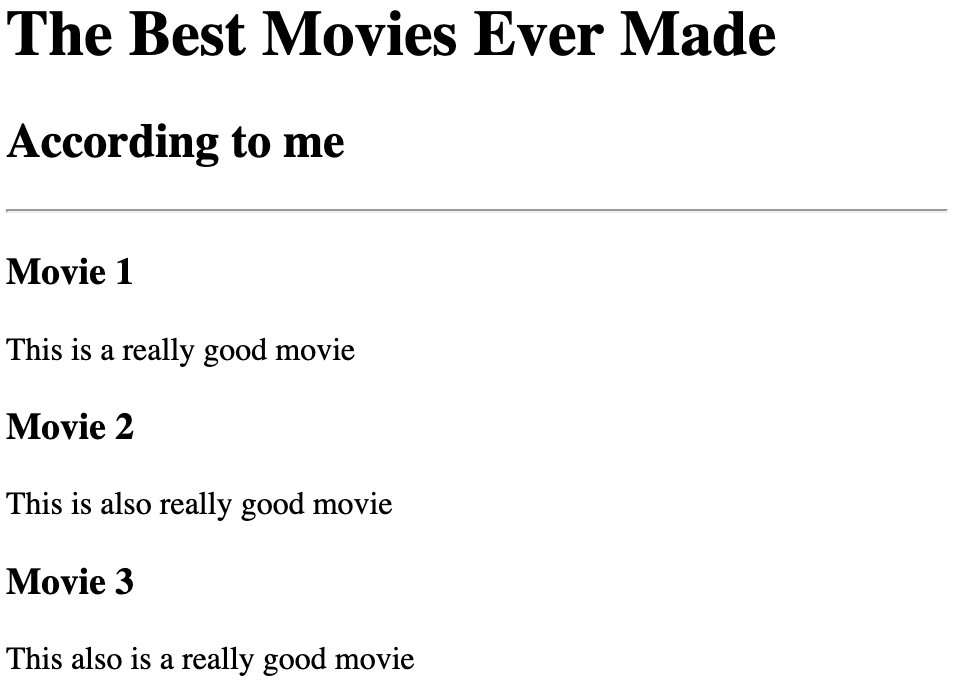 The Best Movies Ever Made
According to me
Movie 1
This is a really good movie
Movie 2
This is also really good movie
Movie 3
This also is a really good movie